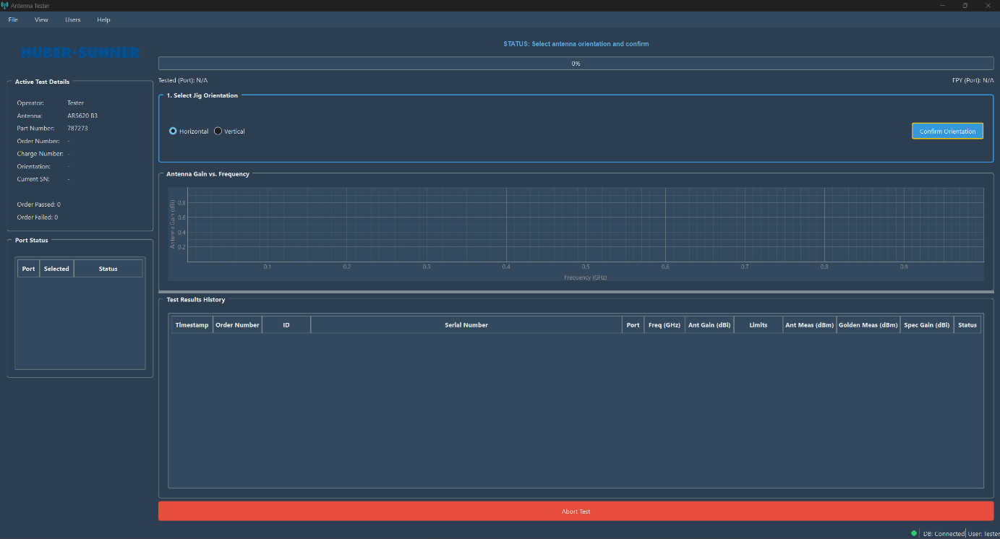 Antenna Tester
File View Users Help
HUBER+SUHNER
STATUS: Select antenna orientation and confirm
0%
Tested (Port): N/A FPY (Port): N/A
Active Test Details
Operator: Tester
Antenna: AR5620 B3
Part Number: 787273
Order Number: -
Charge Number: -
Orientation: -
Current SN: -
Order Passed: 0
Order Failed: 0
Port Status
Port Selected Status
1. Select Jig Orientation
Horizontal Vertical Confirm Orientation
Antenna Gain vs. Frequency
Antenna Gain (dBi)
0.8
0.6
0.4
0.2
0.1 0.2 0.3 0.4 0.5 0.6 0.7 0.8 0.9
Frequency (GHz)
Test Results History
Timestamp Order Number ID Serial Number Port Freq (GHz) Ant Gain (dBi) Limits Ant Meas (dBm) Golden Meas (dBm) Spec Gain (dBi) Status
Abort Test
DB: Connected User: Tester